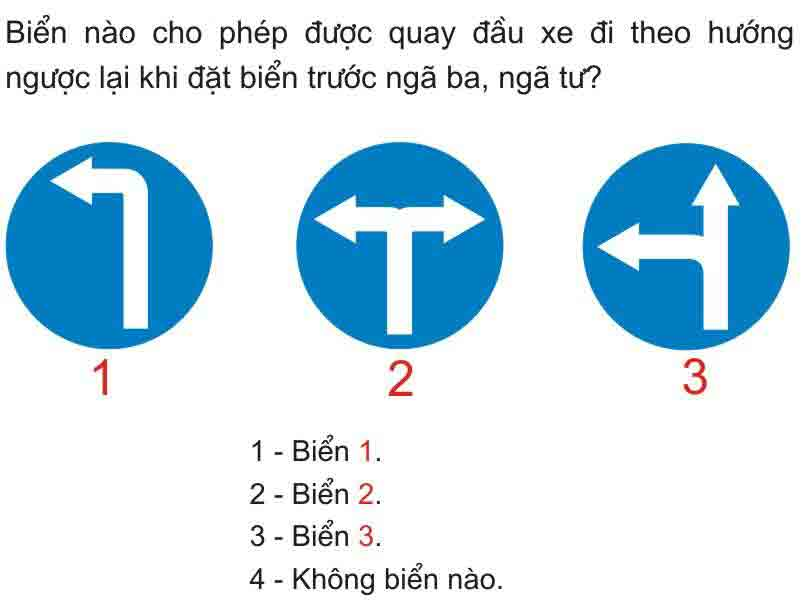 Biển nào cho phép được quay đầu xe đi theo hướng
ngược lại khi đặt biển trước ngã ba, ngã tư?
1 2 3
1 - Biển 1.
2 - Biển 2.
3 - Biển 3.
4 - Không biển nào.